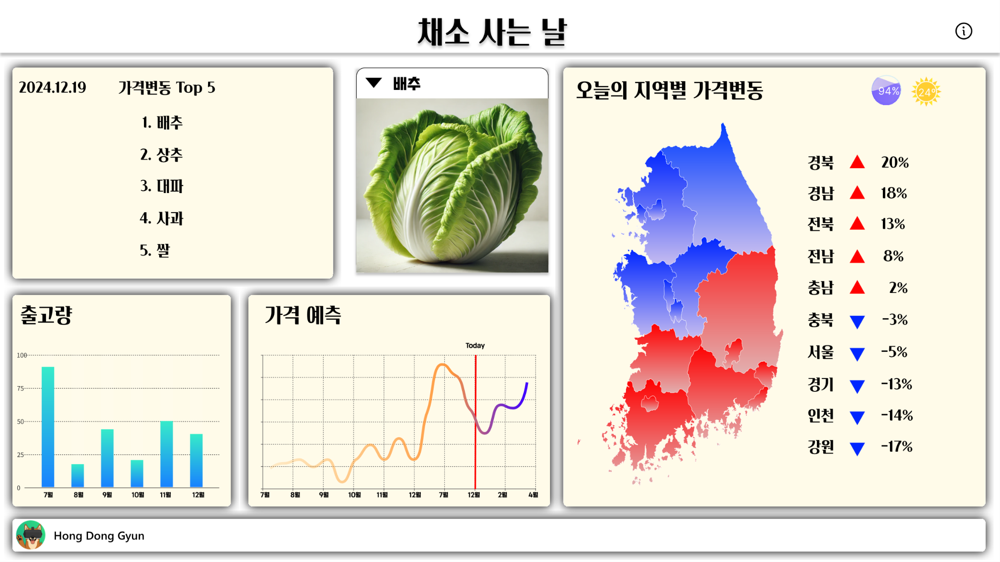 채소 사는 날
2024.12.19
가격변동 Top 5
1. 배추
2. 상추
3. 대파
4. 사과
5. 쌀
배추
오늘의 지역별 가격변동
94%
24°
경북 20%
경남 18%
전북 13%
전남 8%
충남 2%
충북 -3%
서울 -5%
경기 -13%
인천 -14%
강원 -17%
출고량
100
75
50
25
0
7월 8월 9월 10월 11월 12월
가격 예측
Today
7월 8월 9월 10월 11월 12월 7월 12월 2월 4월
Hong Dong Gyun